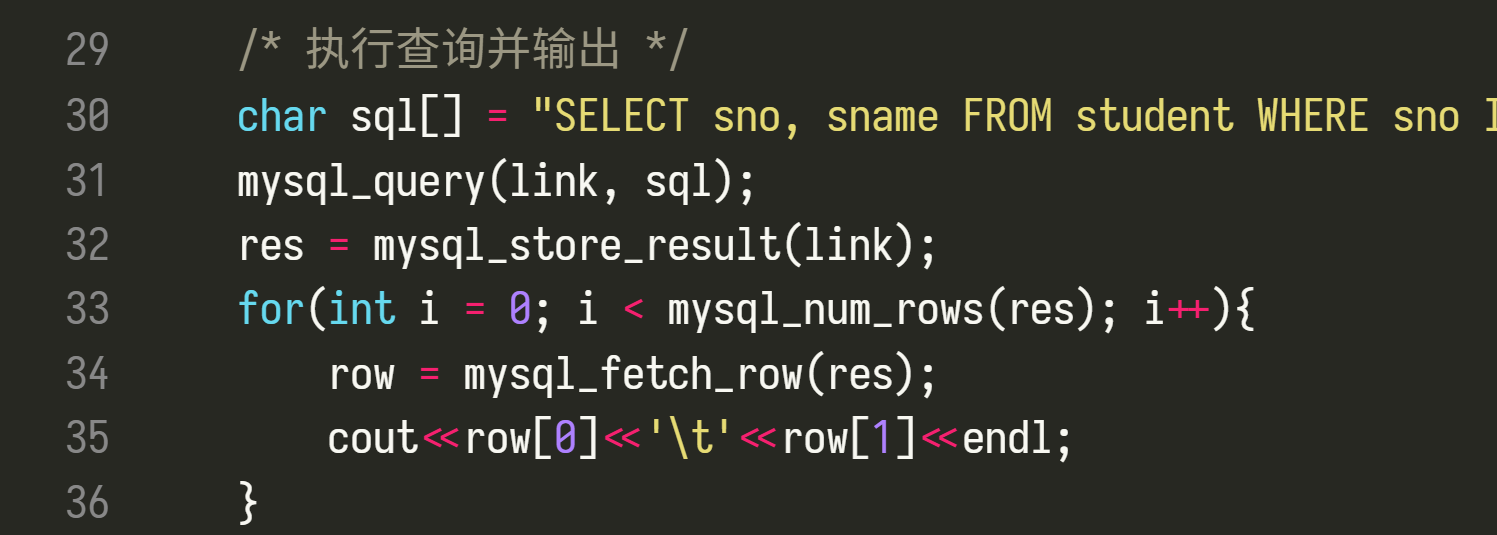 29 /* 执行查询并输出 */
30 char sql[] = "SELECT sno, sname FROM student WHERE sno
31 mysql_query(link, sql);
32 res = mysql_store_result(link);
33 for(int i = 0; i < mysql_num_rows(res); i++){
34 row = mysql_fetch_row(res);
35 cout<<row[0]<<'\t'<<row[1]<<endl;
36 }